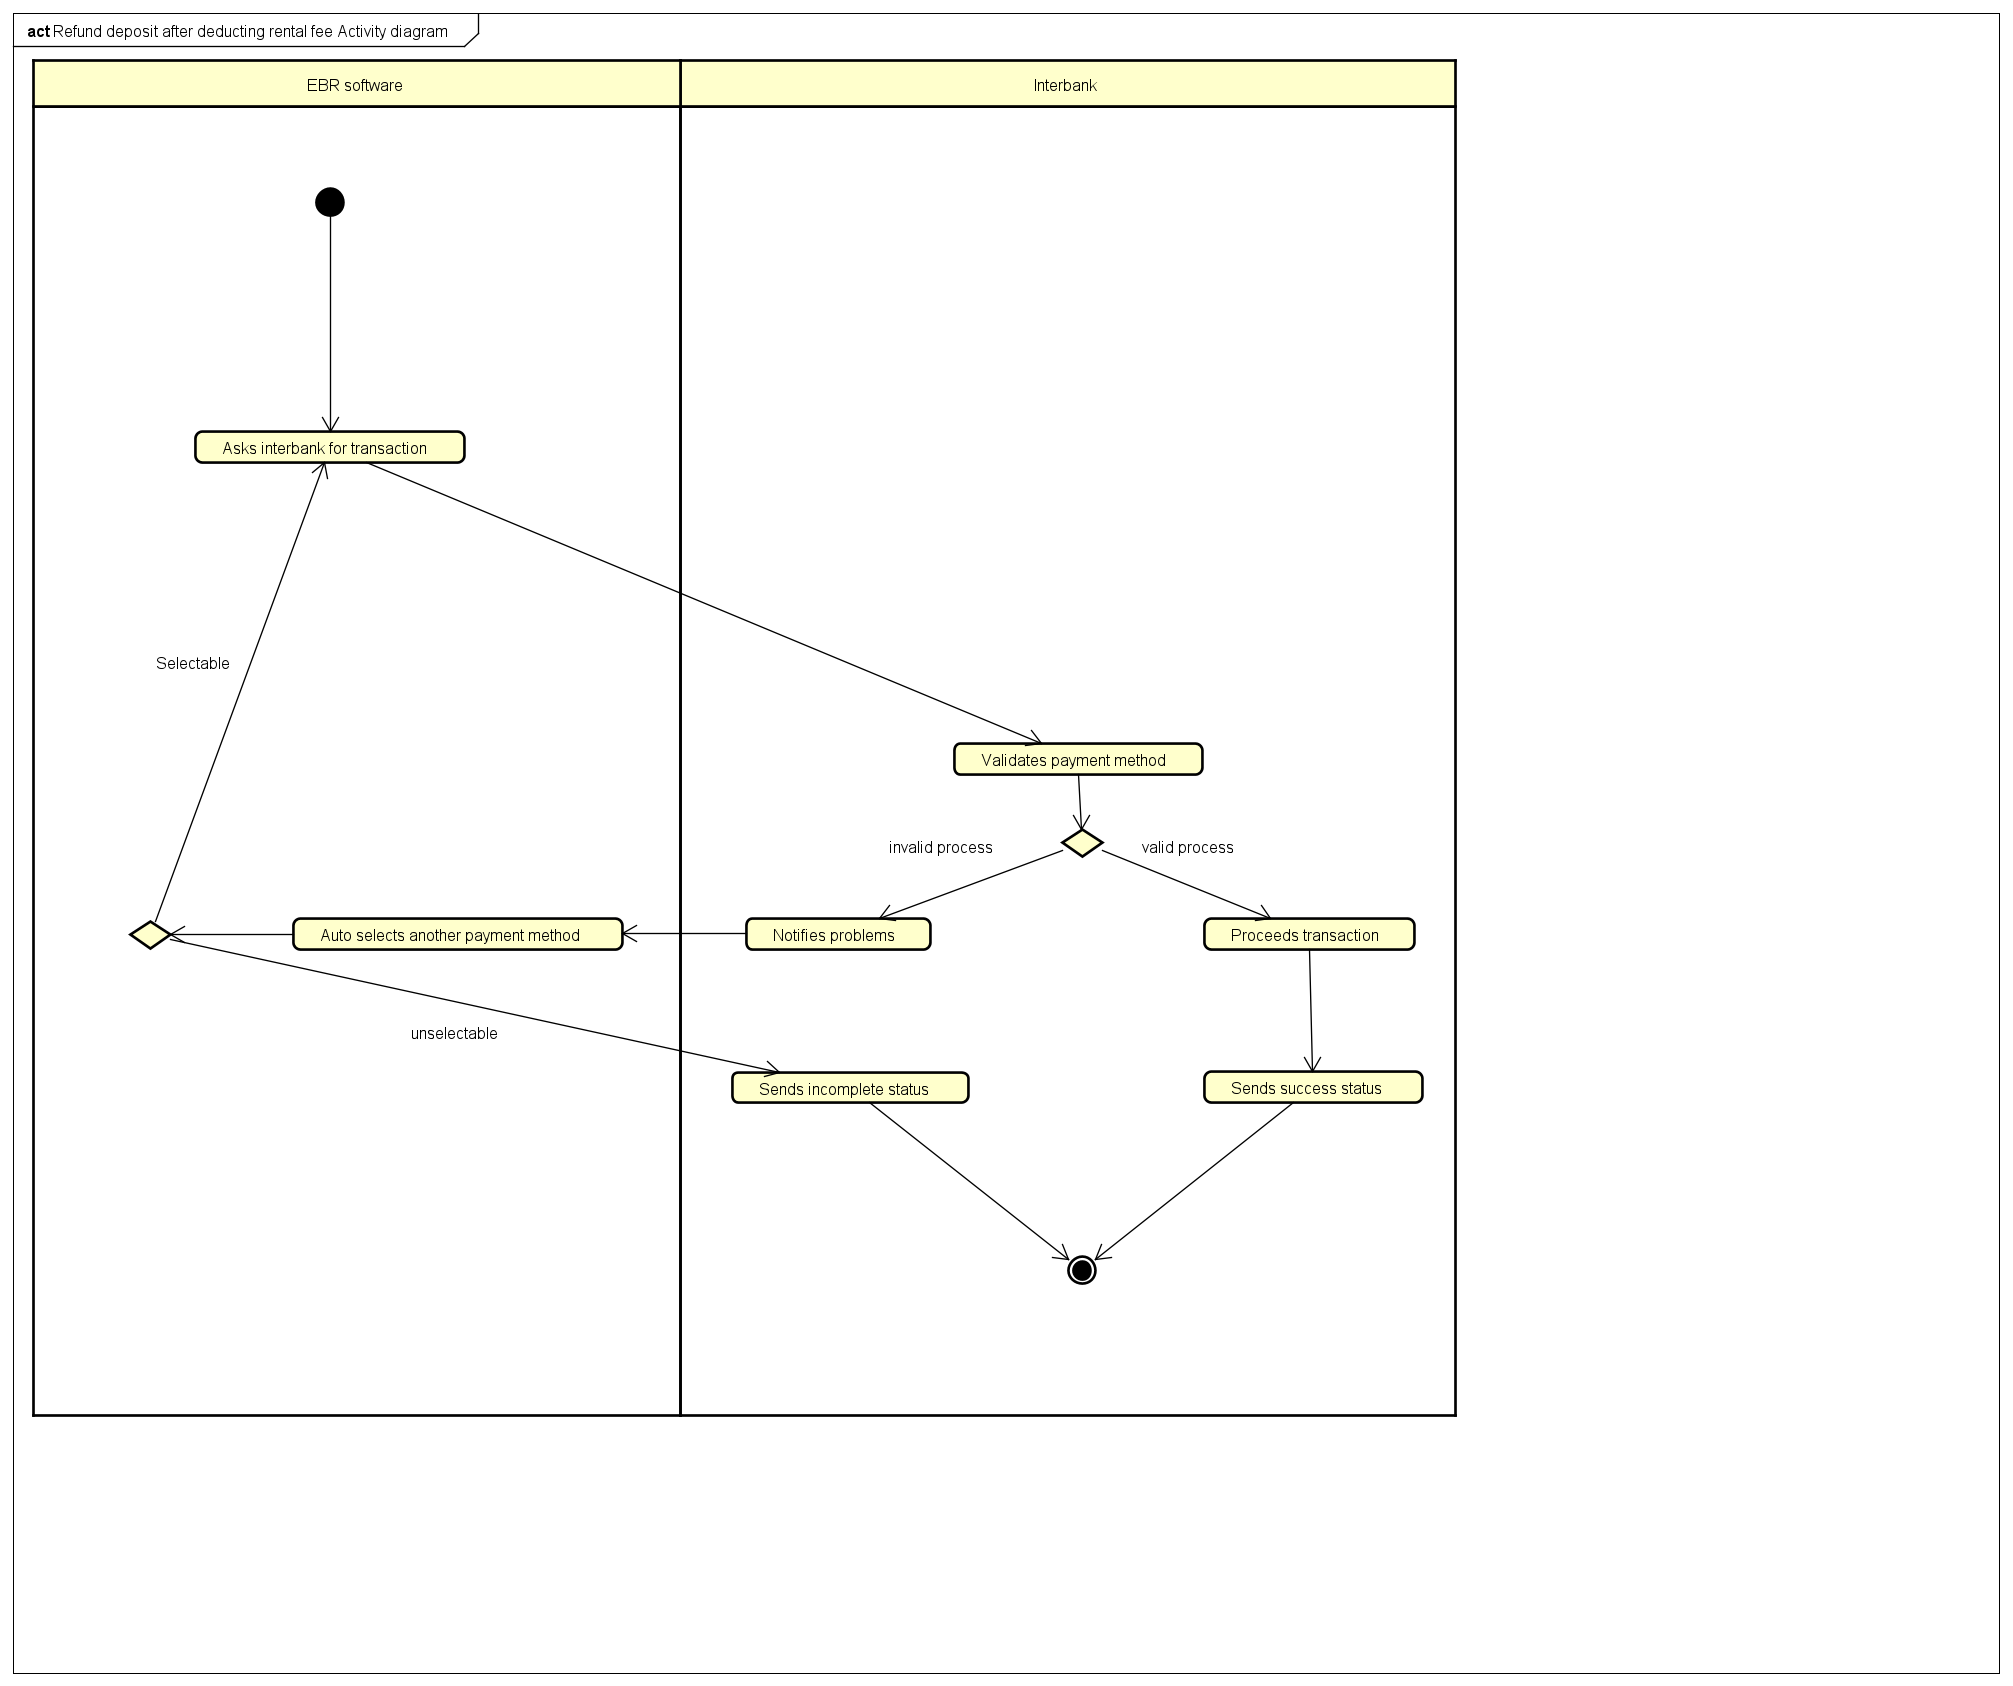 act Refund deposit after deducting rental fee Activity diagram
EBR software
Interbank
Asks interbank for transaction
Selectable
Validates payment method
invalid process
valid process
Auto selects another payment method
Notifies problems
Proceeds transaction
unselectable
Sends incomplete status
Sends success status